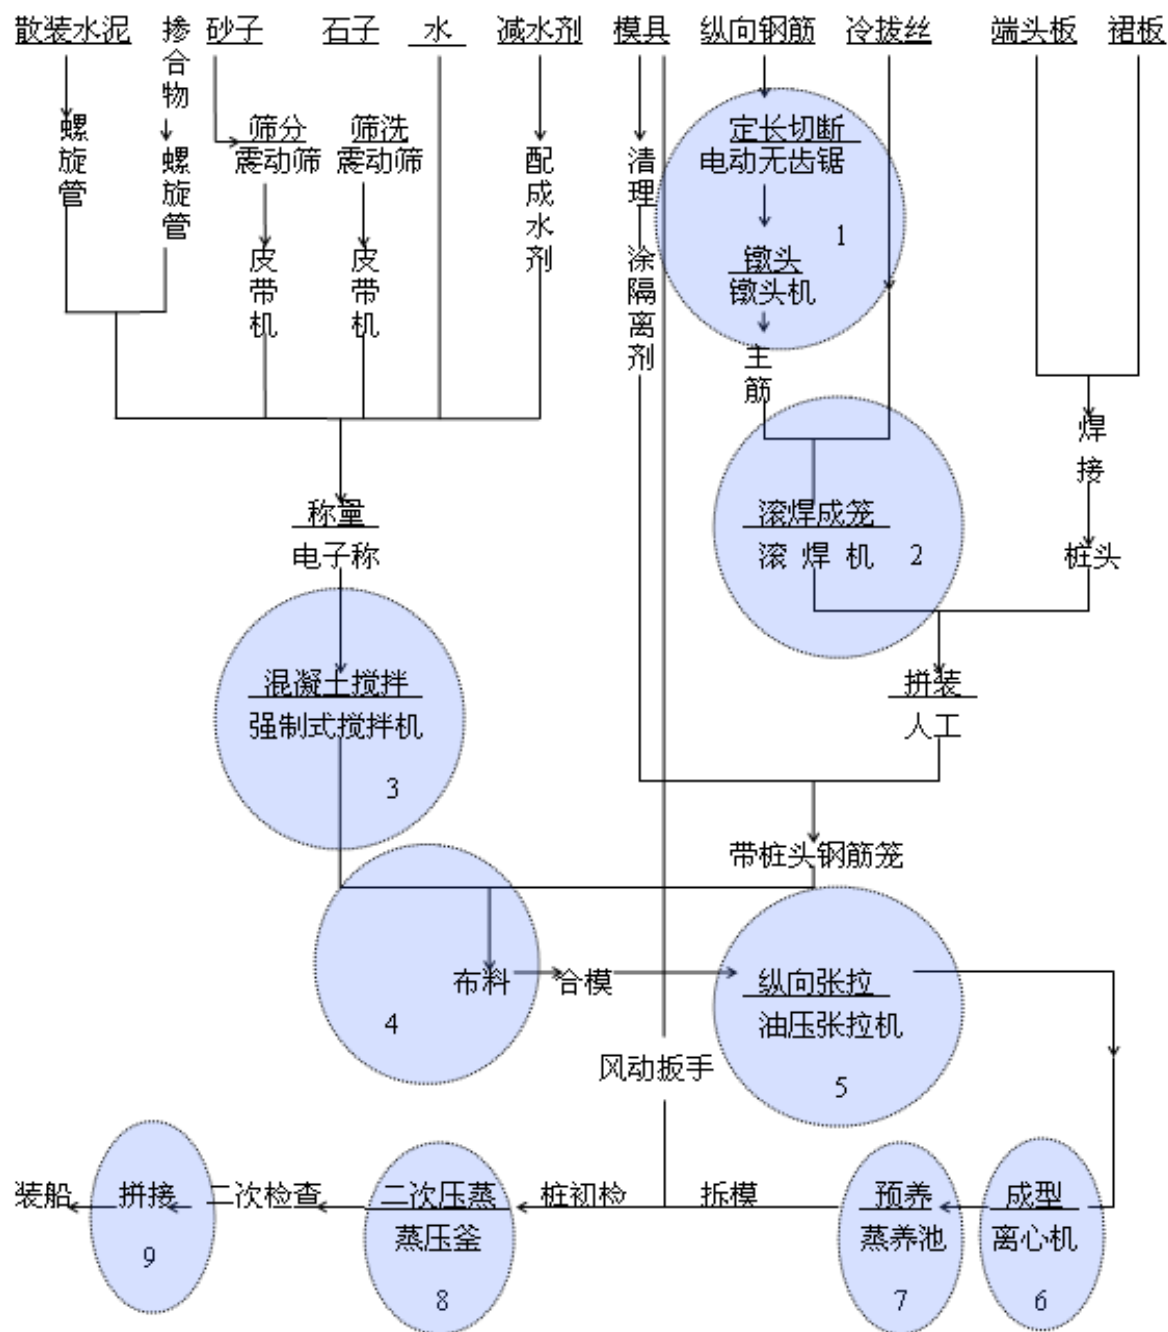 散装水泥 掺合物 砂子 石子 水 减水剂 模具 纵向钢筋 冷拔丝 端头板 裙板
螺旋管
螺旋管
筛分
震动筛
筛洗
震动筛
配成水剂
清理
定长切断
电动无齿锯
1
皮带机
皮带机
涂隔离剂
镦头
镦头机
主筋
焊接
称量
电子称
滚焊成笼
滚焊机
2
桩头
混凝土搅拌
强制式搅拌机
3
拼装
人工
带桩头钢筋笼
布料
4
合模
纵向张拉
油压张拉机
5
风动扳手
装船
拼接
9
二次检查
二次压蒸
蒸压釜
8
桩初检
拆模
预养
蒸养池
7
成型
离心机
6